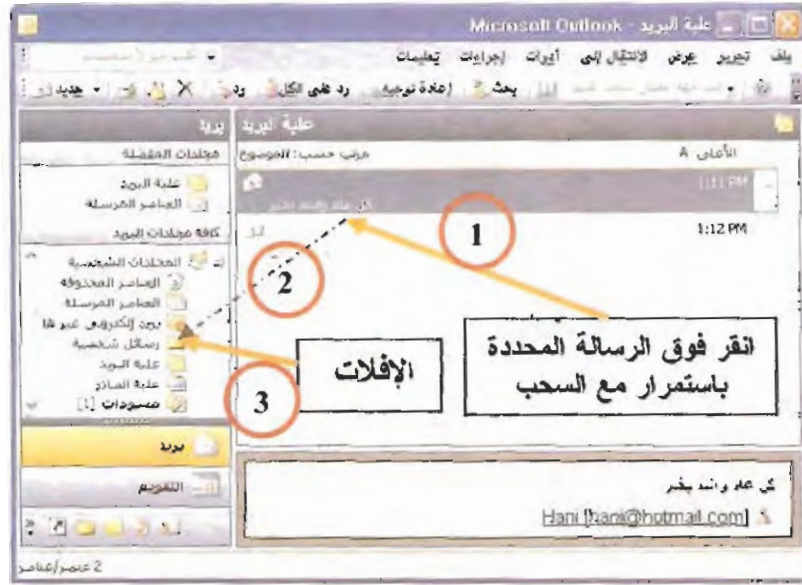 علبة البريد - Microsoft Outlook
ملف تحرير عرض الانتقال إلى أدوات إجراءات تعليمات
جديد رد رد على الكل إعادة توجيه بحث
بريد
علبة البريد
مجلدات المفضلة
علبة البريد
العناصر المرسلة
كافة مجلدات البريد
المجلدات الشخصية
العناصر المحذوفة
العناصر المرسلة
بريد إلكتروني غير ها
رسائل شخصية
علبة البريد
علبة الصادر
مسودات [1]
بريد
التقويم
مرتب حسب: الموضوع
الأعلى A
1:11 PM
كل عام وانتم بخير
1:12 PM
1
2
3
انقر فوق الرسالة المحددة
باستمرار مع السحب
الإفلات
كل عام وانتم بخير
Hani [hani@hotmail.com]
2 عنصر/عناصر